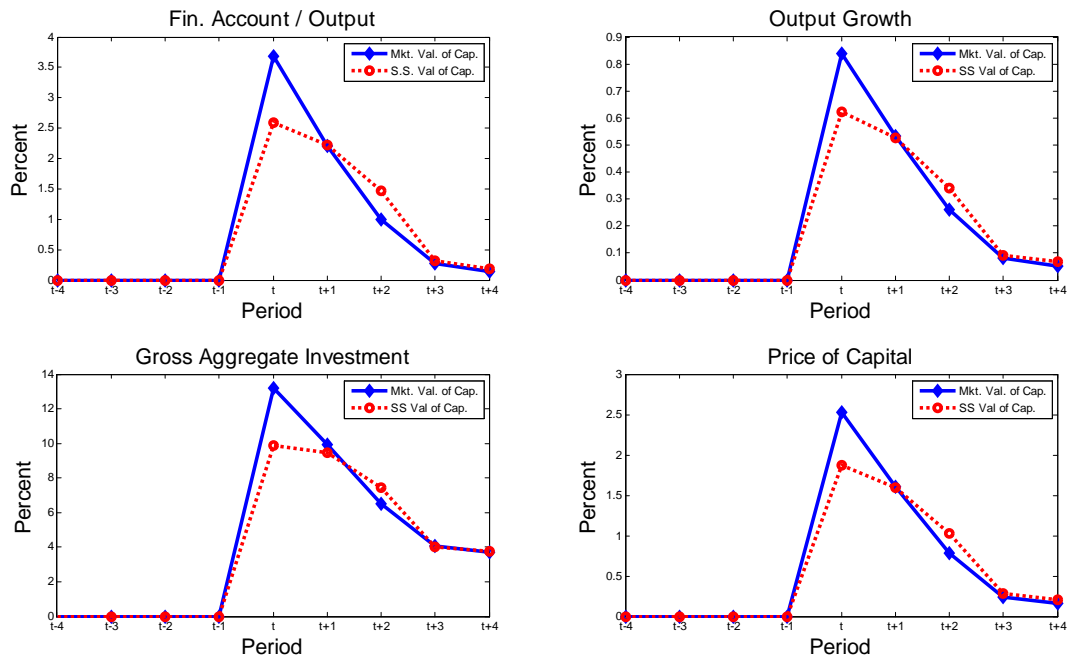 Fin. Account / Output
Percent
4
3.5
3
2.5
2
1.5
1
0.5
0
t-4 t-3 t-2 t-1 t t+1 t+2 t+3 t+4
Period
Mkt. Val. of Cap.
S.S. Val of Cap.
Output Growth
Percent
0.9
0.8
0.7
0.6
0.5
0.4
0.3
0.2
0.1
0
t-4 t-3 t-2 t-1 t t+1 t+2 t+3 t+4
Period
Mkt. Val. of Cap.
SS Val of Cap.
Gross Aggregate Investment
Percent
14
12
10
8
6
4
2
0
t-4 t-3 t-2 t-1 t t+1 t+2 t+3 t+4
Period
Mkt. Val. of Cap.
SS Val of Cap.
Price of Capital
Percent
3
2.5
2
1.5
1
0.5
0
t-4 t-3 t-2 t-1 t t+1 t+2 t+3 t+4
Period
Mkt. Val. of Cap.
SS Val of Cap.